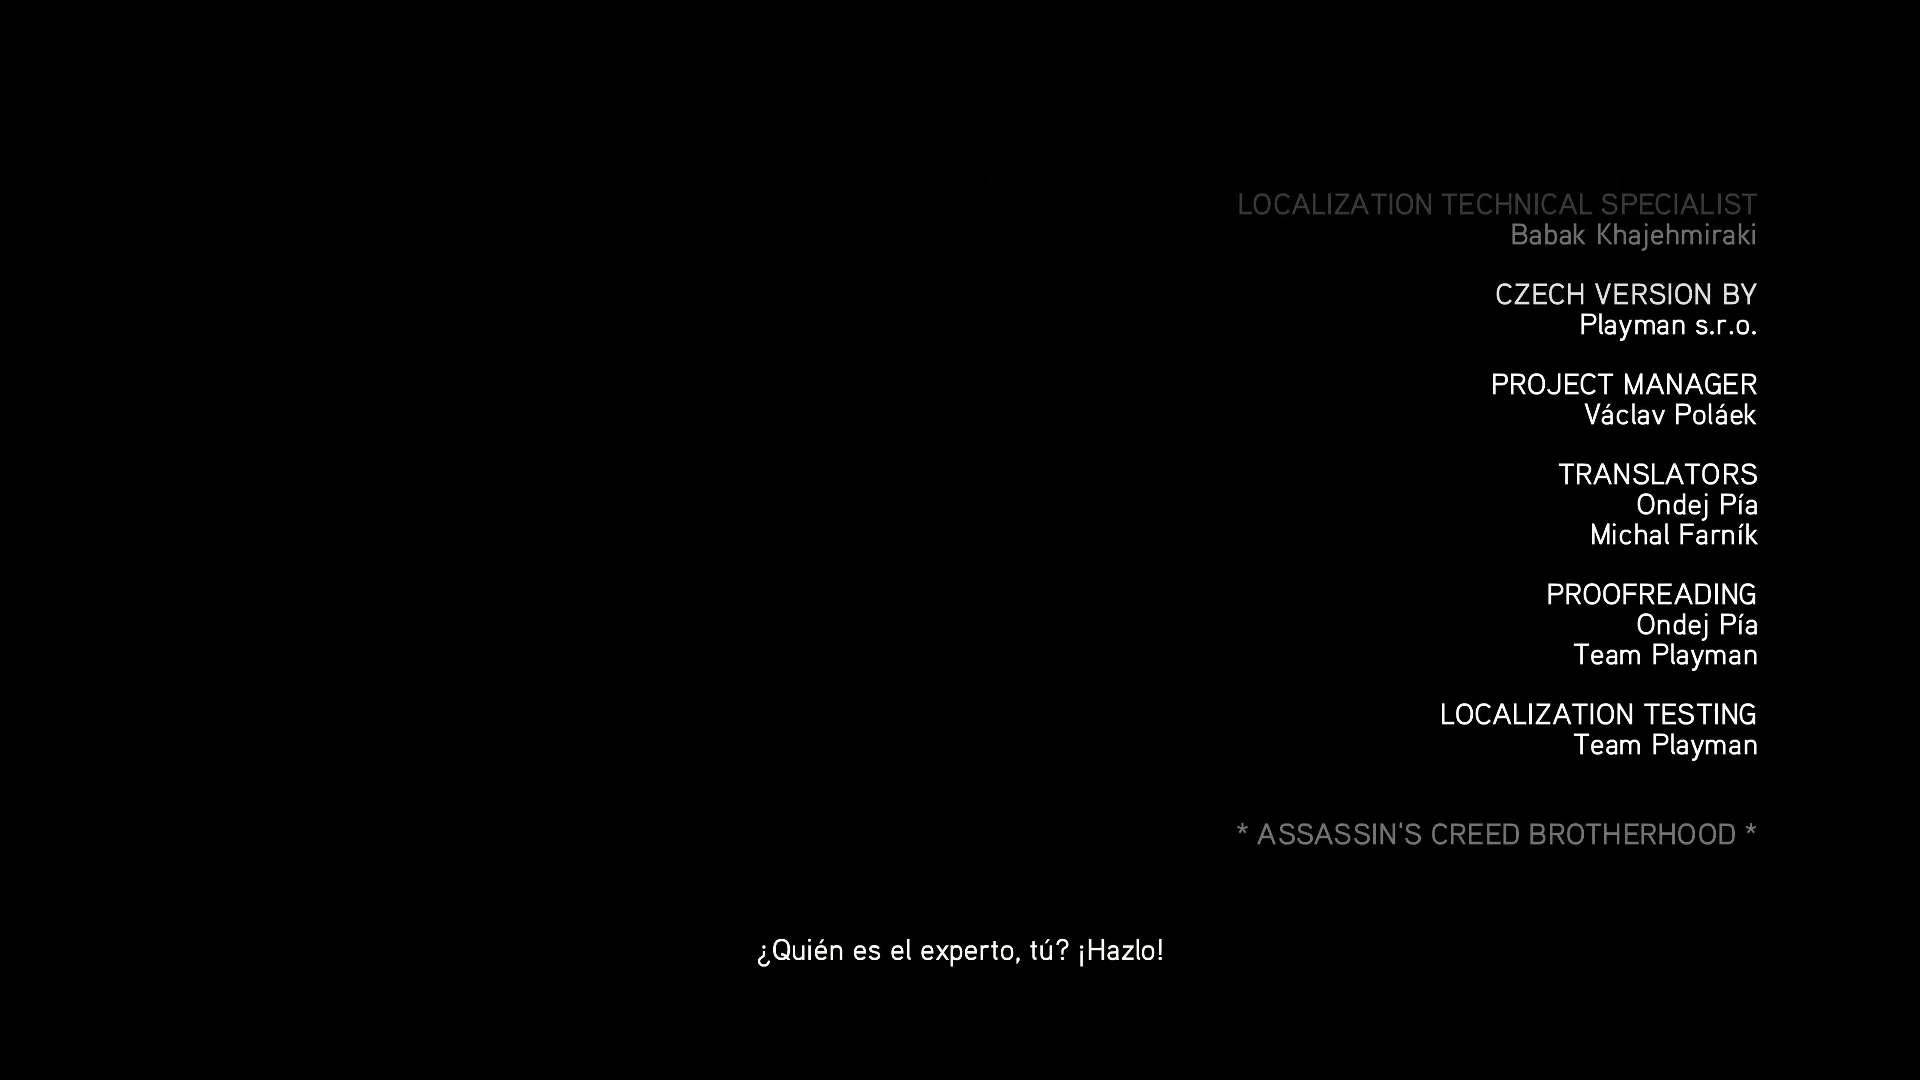 LOCALIZATION TECHNICAL SPECIALIST
Babak Khajehmiraki
CZECH VERSION BY
Playman s.r.o.
PROJECT MANAGER
Václav Poláek
TRANSLATORS
Ondej Pía
Michal Farník
PROOFREADING
Ondej Pía
Team Playman
LOCALIZATION TESTING
Team Playman
* ASSASSIN'S CREED BROTHERHOOD *
¿Quién es el experto, tú? ¡Hazlo!